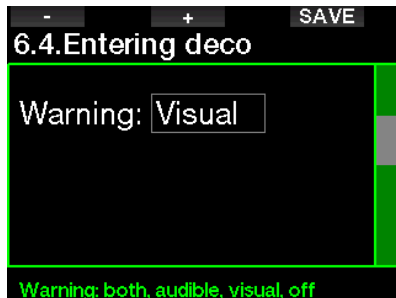 - + SAVE
6.4.Entering deco
Warning: Visual
Warning: both, audible, visual, off